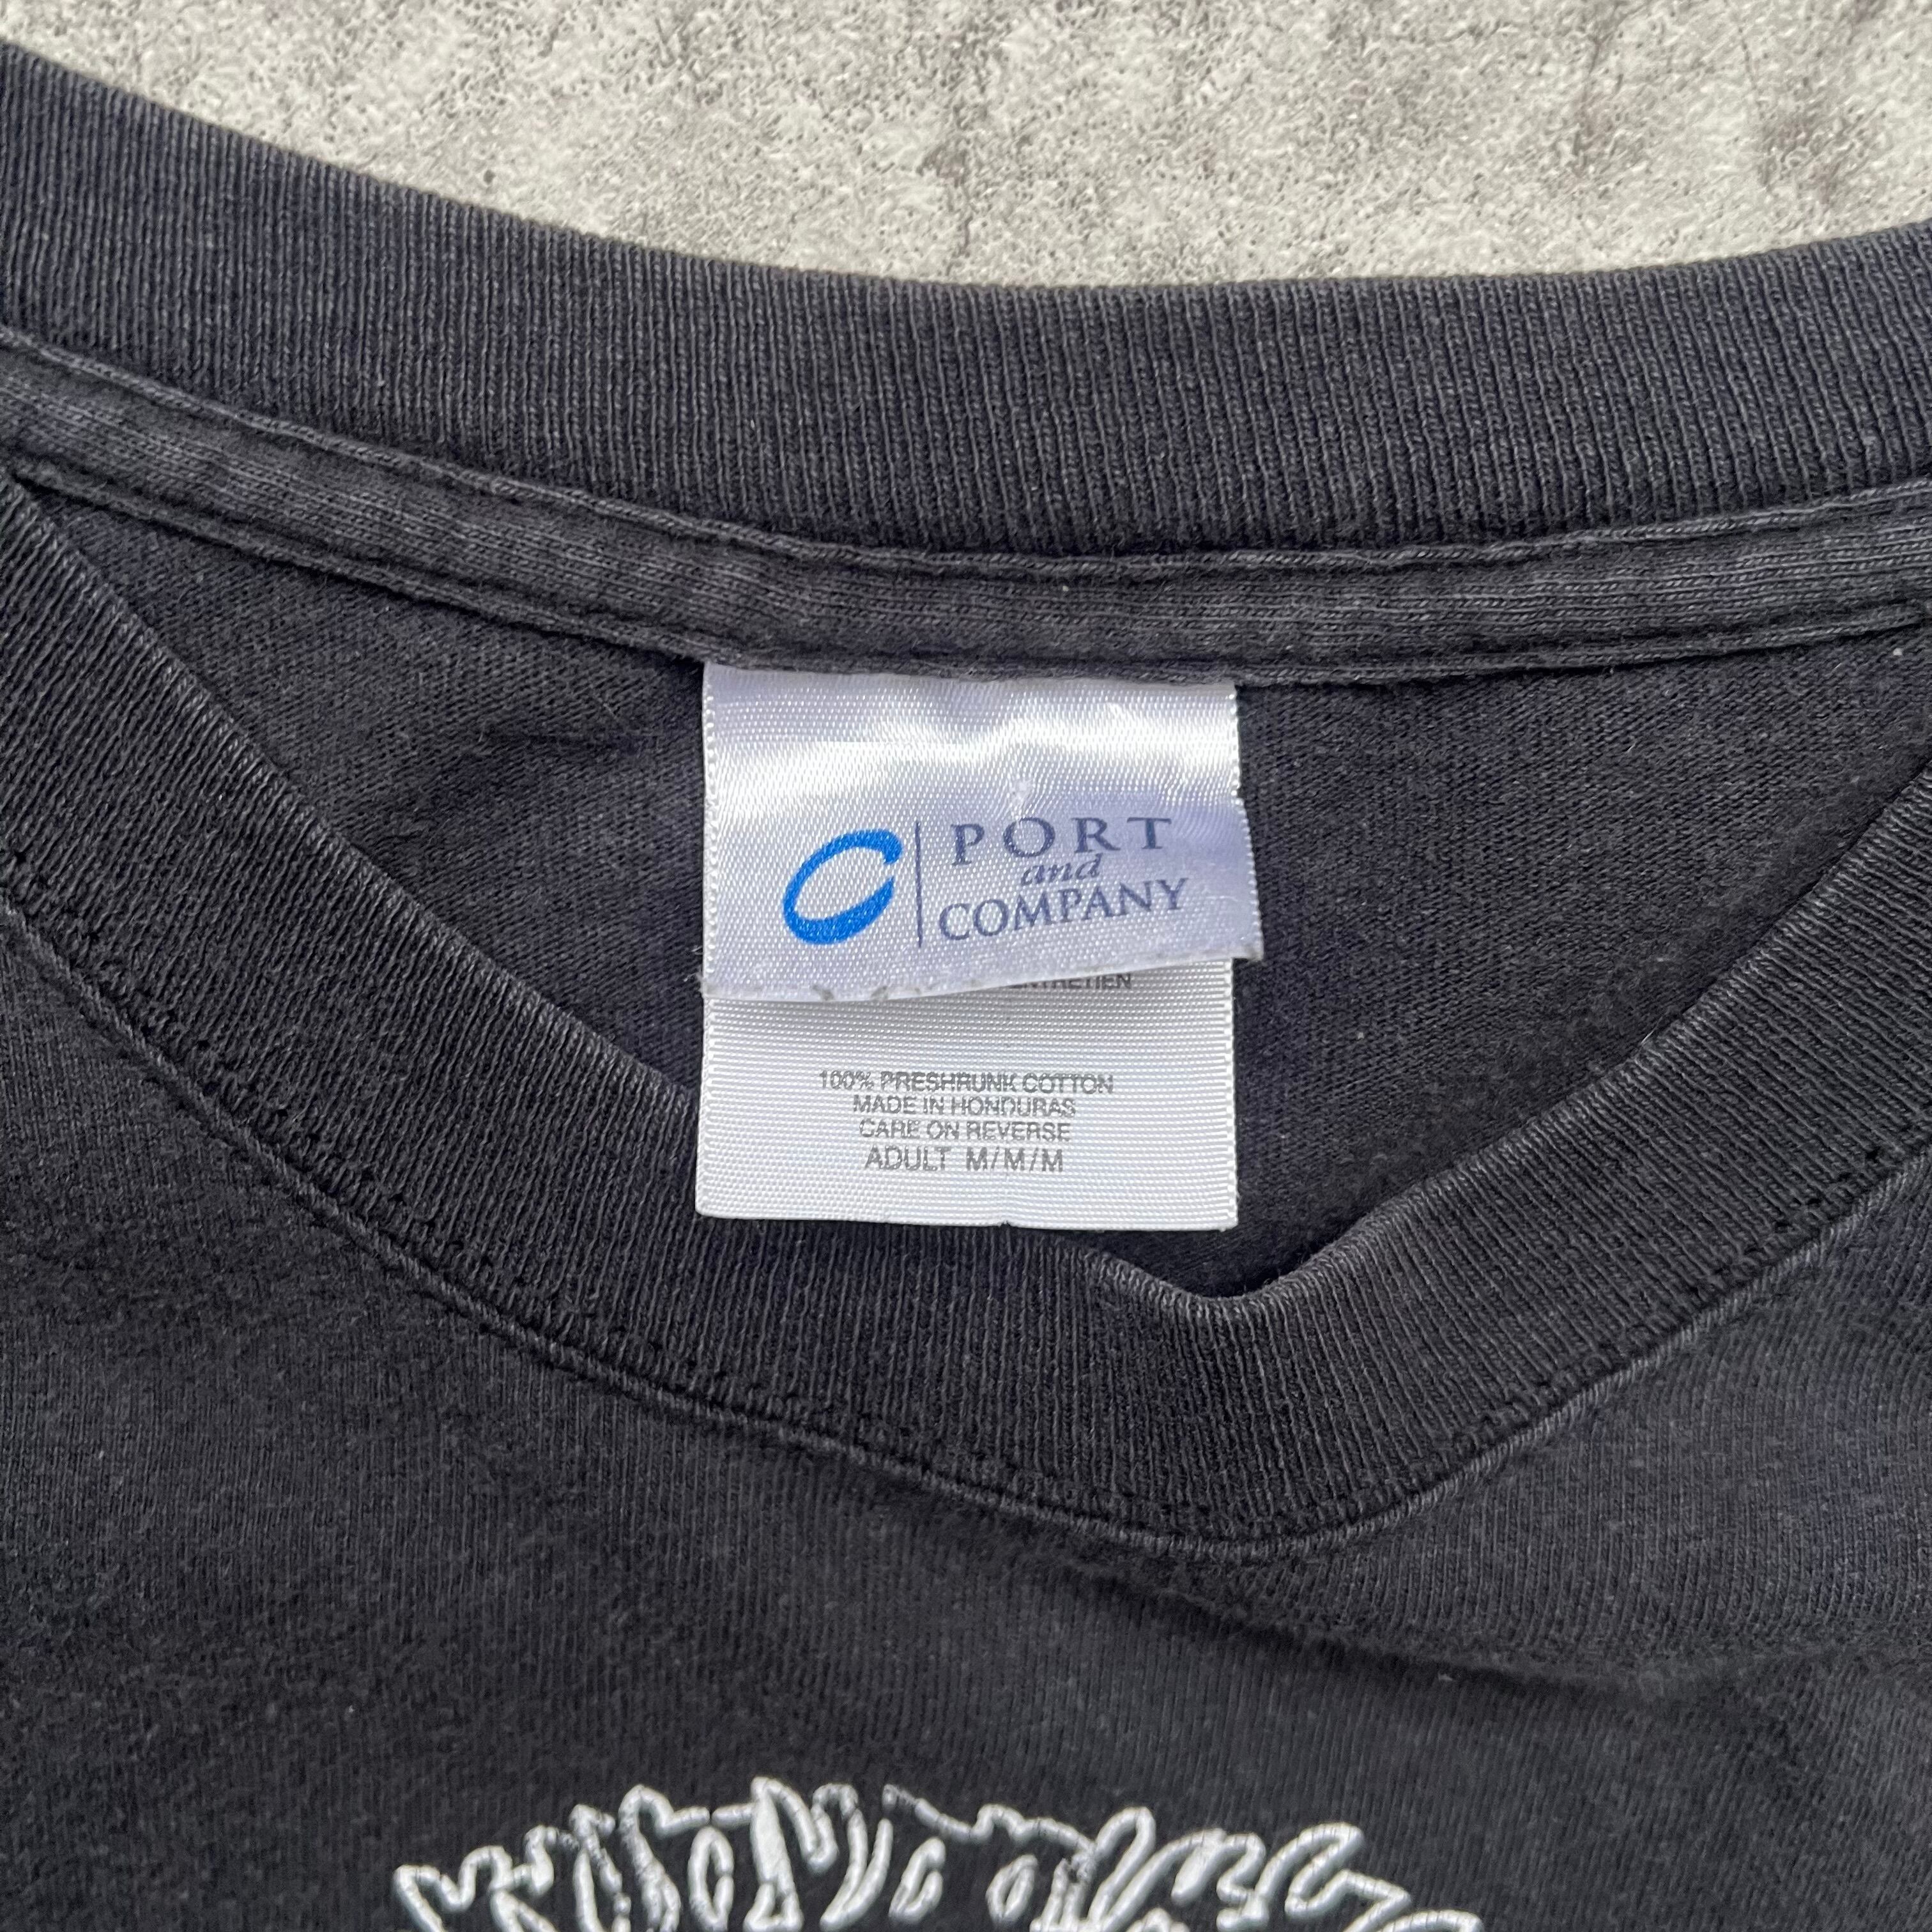 PORT
and
COMPANY
100% PRESHRUNK COTTON
MADE IN HONDURAS
CARE ON REVERSE
ADULT M/M/M